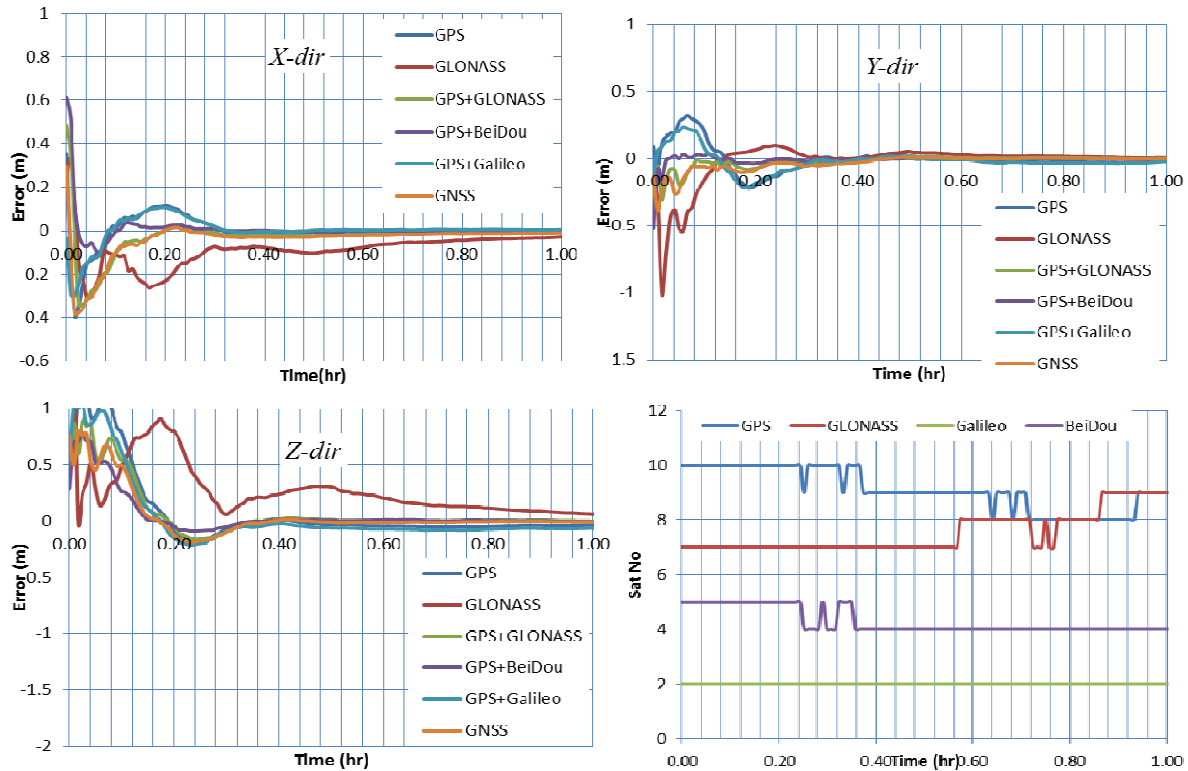 X-dir
1
0.8
0.6
0.4
0.2
0
0.2
0.4
-0.6
Error (m)
0.00
0.20
0.40
0.60
0.80
1.00
Time(hr)
GPS
GLONASS
GPS+GLONASS
GPS+BeiDou
GPS+Galileo
GNSS
Y-dir
1
0.5
0
-0.5
-1
1.5
Error (m)
0.00
0.20
0.40
0.60
0.80
1.00
Time (hr)
GPS
GLONASS
GPS+GLONASS
GPS+BeiDou
GPS+Galileo
GNSS
Z-dir
1
0.5
0
-0.5
-1
-1.5
-2
Error (m)
0.00
0.20
0.40
0.60
0.80
1.00
Time (hr)
GPS
GLONASS
GPS+GLONASS
GPS+BeiDou
GPS+Galileo
GNSS
GPS
GLONASS
Galileo
BeiDou
12
10
8
6
4
2
0
Sat No
0.00
0.20
0.40
0.60
0.80
1.00
Time (hr)